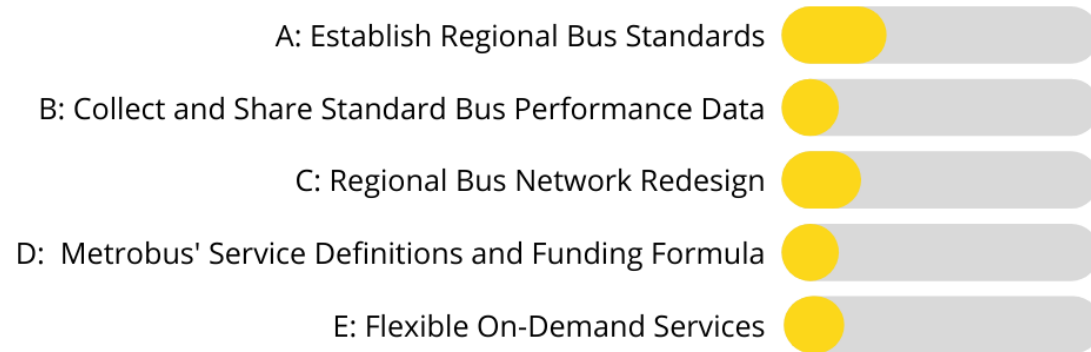 A: Establish Regional Bus Standards
B: Collect and Share Standard Bus Performance Data
C: Regional Bus Network Redesign
D:  Metrobus' Service Definitions and Funding Formula
E: Flexible On-Demand Services